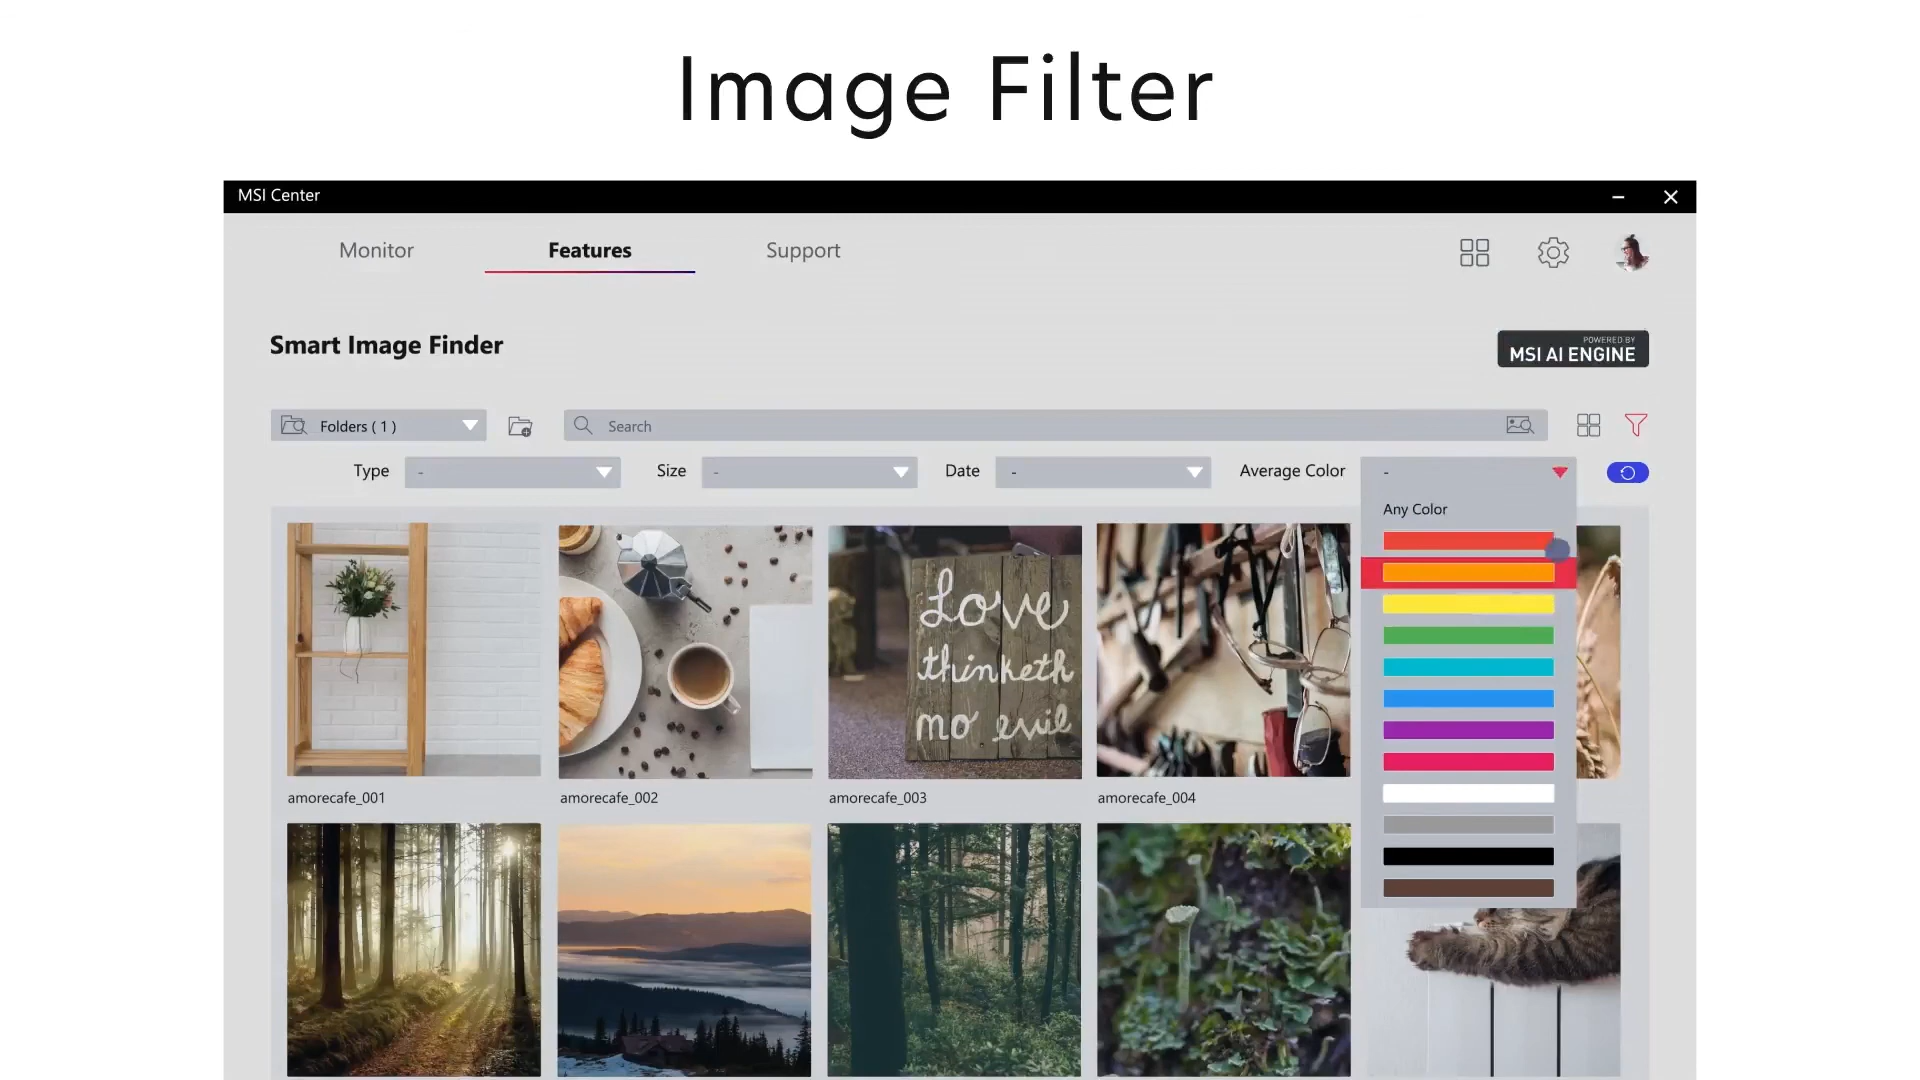 Image Filter
MSI Center
Monitor
Features
Support
Smart Image Finder
POWERED BY
MSI AI ENGINE
Folders ( 1 )
Search
Type
-
Size
-
Date
-
Average Color
-
Any Color
Love
thinketh
no evil
amorecafe_001
amorecafe_002
amorecafe_003
amorecafe_004